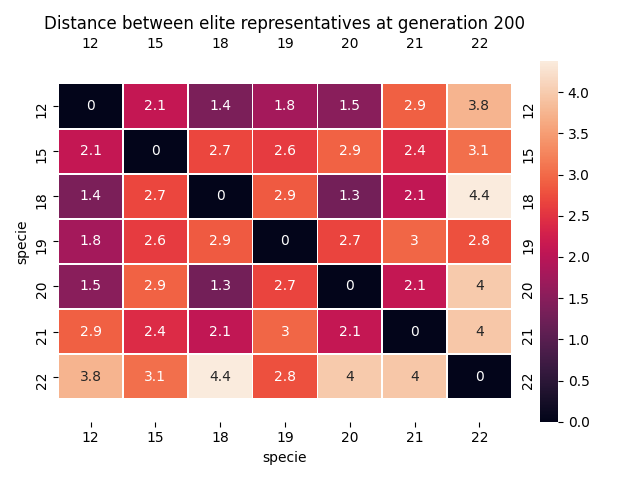 Distance between elite representatives at generation 200
12 15 18 19 20 21 22
12 0 2.1 1.4 1.8 1.5 2.9 3.8 12
15 2.1 0 2.7 2.6 2.9 2.4 3.1 15
18 1.4 2.7 0 2.9 1.3 2.1 4.4 18
19 1.8 2.6 2.9 0 2.7 3 2.8 19
20 1.5 2.9 1.3 2.7 0 2.1 4 20
21 2.9 2.4 2.1 3 2.1 0 4 21
22 3.8 3.1 4.4 2.8 4 4 0 22
12 15 18 19 20 21 22
specie
specie
4.0
3.5
3.0
2.5
2.0
1.5
1.0
0.5
0.0